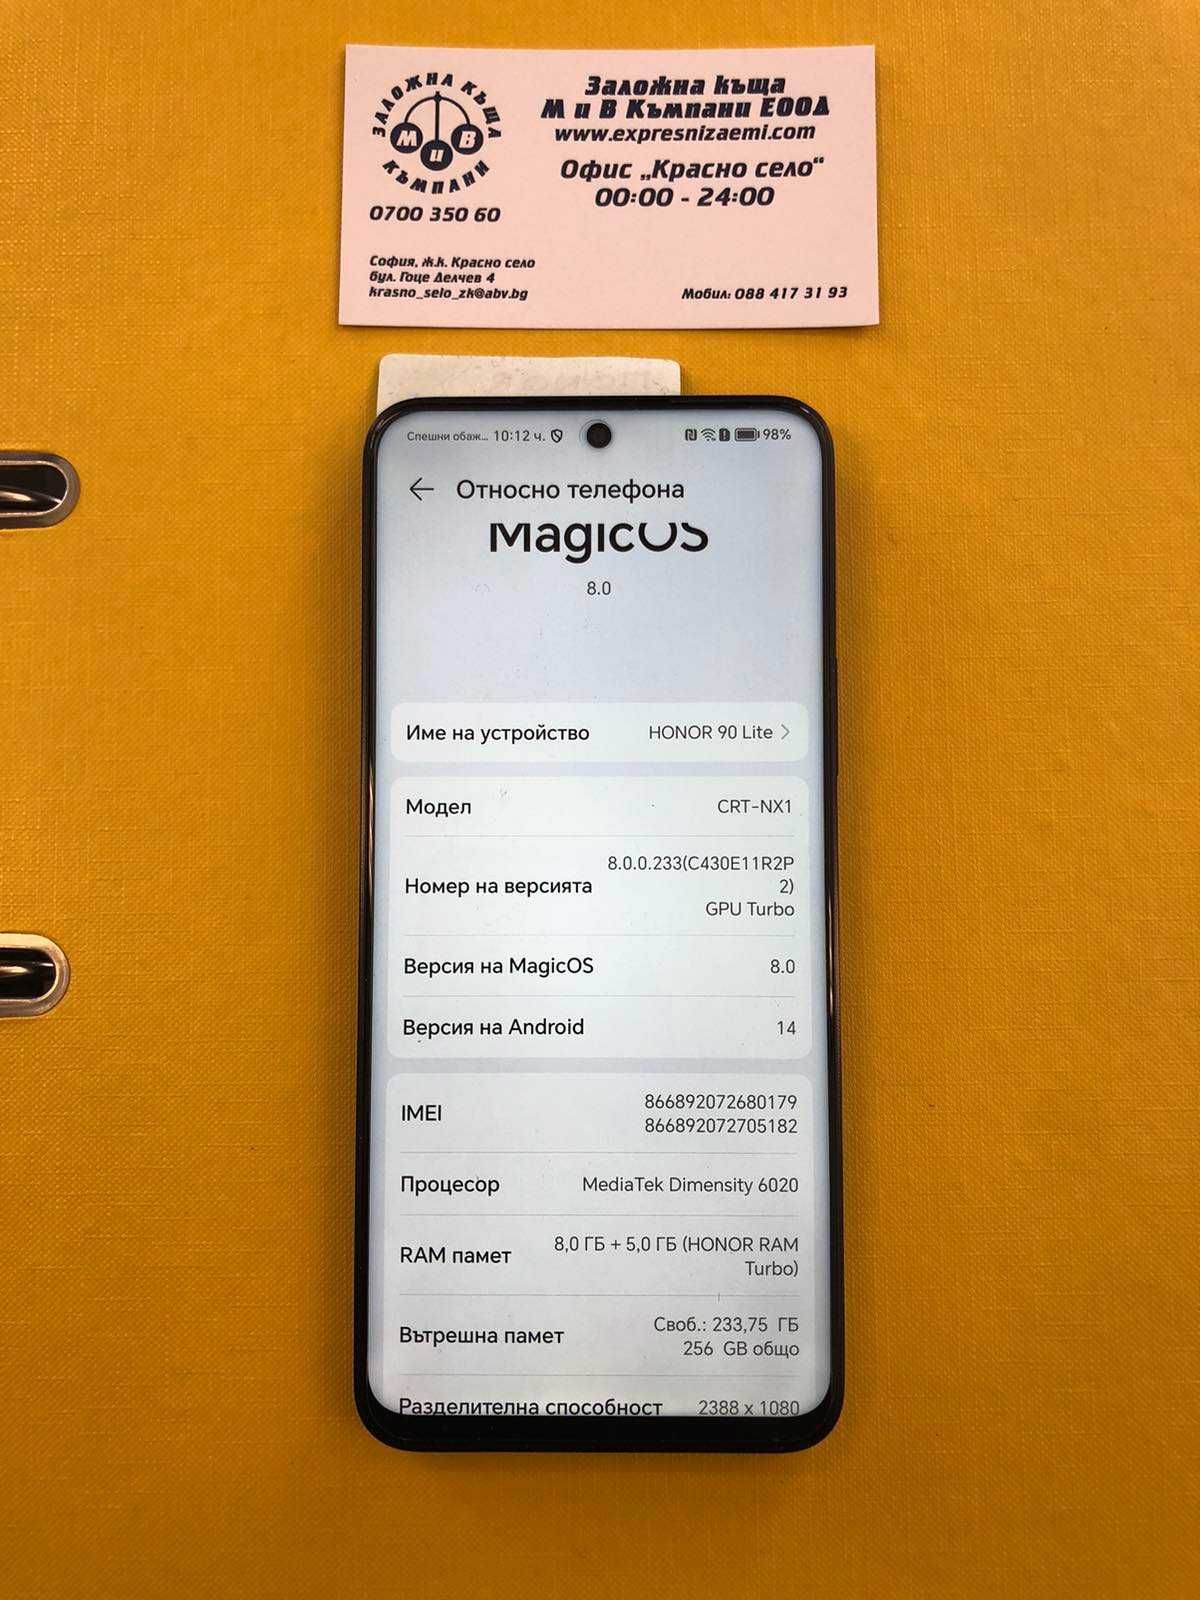 ЗАЛОЖНА КЪЩА
М и В
КЪМПАНИ
0700 350 60
Заложна къща
М и В Къмпани ЕООД
www.expresnizaemi.com
Офис „Красно село“
00:00 - 24:00
София, ж.к. Красно село
бул. Гоце Делчев 4
krasno_selo_zk@abv.bg
Мобил: 088 417 31 93
Спешни обаж... 10:12 ч. 98%
Относно телефона
MagicOS
8.0
Име на устройство HONOR 90 Lite
Модел CRT-NX1
Номер на версията 8.0.0.233(C430E11R2P
2)
GPU Turbo
Версия на MagicOS 8.0
Версия на Android 14
IMEI 866892072680179
866892072705182
Процесор MediaTek Dimensity 6020
RAM памет 8,0 ГБ + 5,0 ГБ (HONOR RAM
Turbo)
Вътрешна памет Своб.: 233,75 ГБ
256 GB общо
Разделителна способност 2388 x 1080